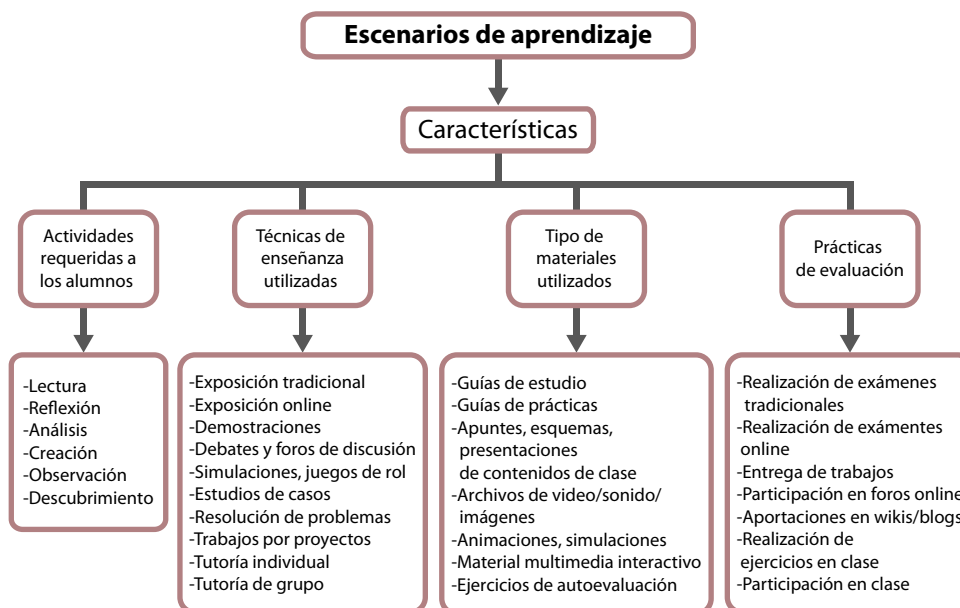 Escenarios de aprendizaje
Características
Actividades
requeridas a
los alumnos
Técnicas de
enseñanza
utilizadas
Tipo de
materiales
utilizados
Prácticas
de evaluación
-Lectura
-Reflexión
-Análisis
-Creación
-Observación
-Descubrimiento
-Exposición tradicional
-Exposición online
-Demostraciones
-Debates y foros de discusión
-Simulaciones, juegos de rol
-Estudios de casos
-Resolución de problemas
-Trabajos por proyectos
-Tutoría individual
-Tutoría de grupo
-Guías de estudio
-Guías de prácticas
-Apuntes, esquemas,
presentaciones
de contenidos de clase
-Archivos de video/sonido/
imágenes
-Animaciones, simulaciones
-Material multimedia interactivo
-Ejercicios de autoevaluación
-Realización de exámenes
tradicionales
-Realización de exámentes
online
-Entrega de trabajos
-Participación en foros online
-Aportaciones en wikis/blogs
-Realización de
ejercicios en clase
-Participación en clase